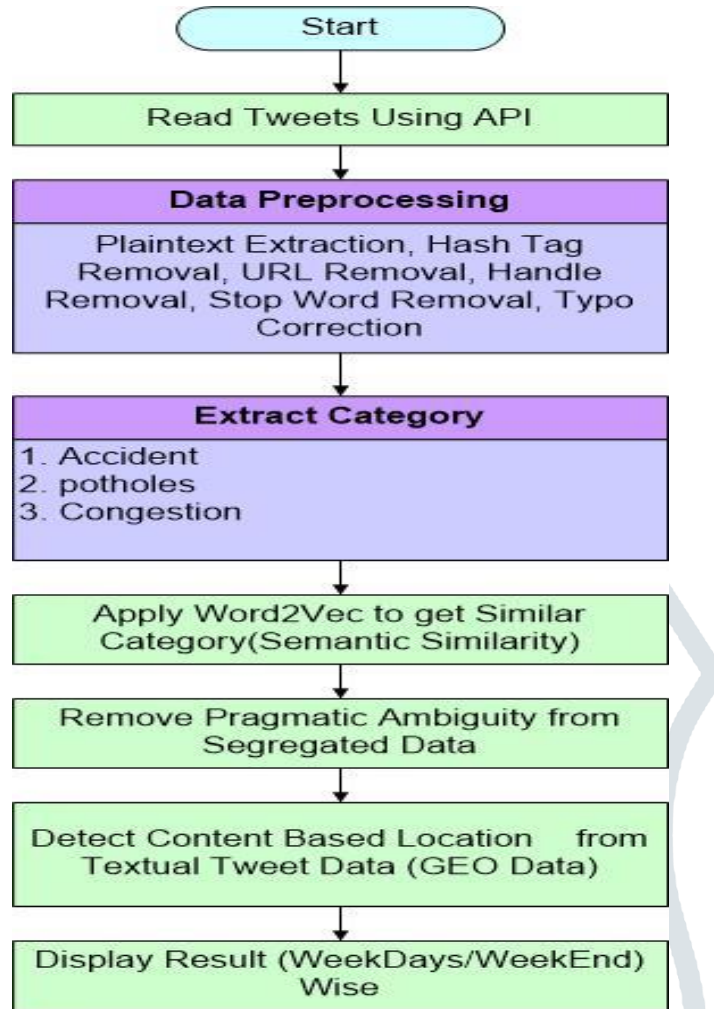 Start
Read Tweets Using API
Data Preprocessing
Plaintext Extraction, Hash Tag
Removal, URL Removal, Handle
Removal, Stop Word Removal, Typo
Correction
Extract Category
1. Accident
2. potholes
3. Congestion
Apply Word2Vec to get Similar
Category(Semantic Similarity)
Remove Pragmatic Ambiguity from
Segregated Data
Detect Content Based Location from
Textual Tweet Data (GEO Data)
Display Result (WeekDays/WeekEnd)
Wise